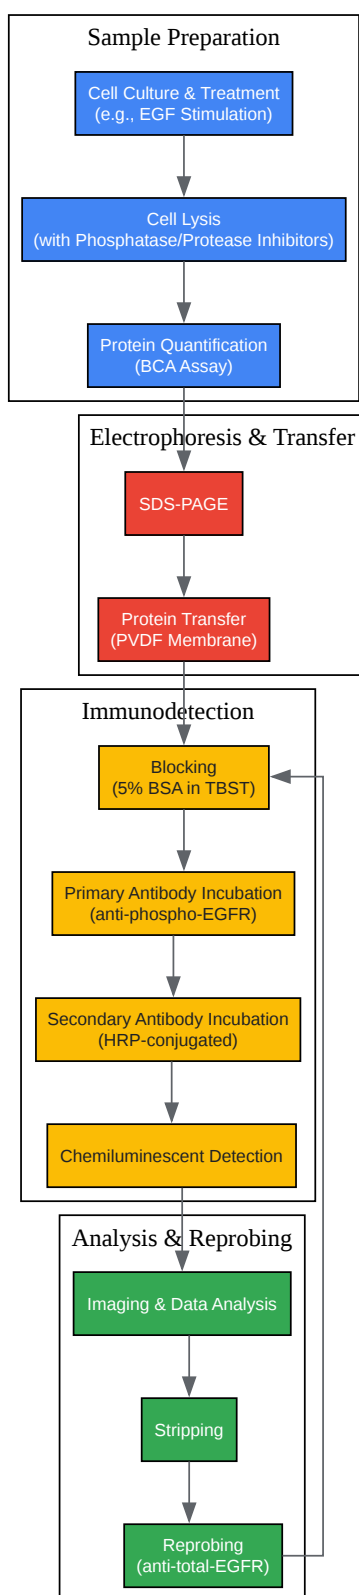 Sample Preparation
Cell Culture & Treatment
(e.g., EGF Stimulation)
Cell Lysis
(with Phosphatase/Protease Inhibitors)
Protein Quantification
(BCA Assay)
Electrophoresis & Transfer
SDS-PAGE
Protein Transfer
(PVDF Membrane)
Immunodetection
Blocking
(5% BSA in TBST)
Primary Antibody Incubation
(anti-phospho-EGFR)
Secondary Antibody Incubation
(HRP-conjugated)
Chemiluminescent Detection
Analysis & Reprobing
Imaging & Data Analysis
Stripping
Reprobing
(anti-total-EGFR)